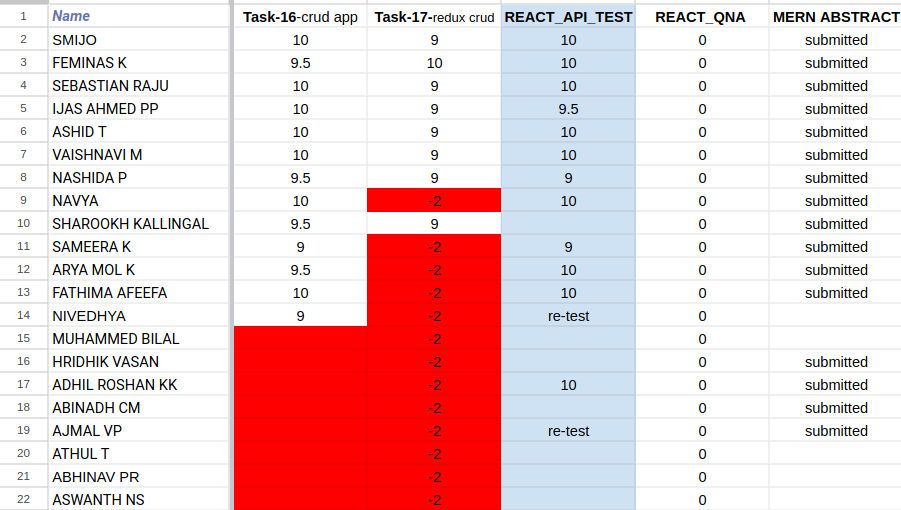 1 Name Task-16-crud app Task-17-redux crud REACT_API_TEST REACT_QNA MERN ABSTRACT
2 SMIJO 10 9 10 0 submitted
3 FEMINAS K 9.5 10 10 0 submitted
4 SEBASTIAN RAJU 10 9 10 0 submitted
5 IJAS AHMED PP 10 9 9.5 0 submitted
6 ASHID T 10 9 10 0 submitted
7 VAISHNAVI M 10 9 10 0 submitted
8 NASHIDA P 9.5 9 9 0 submitted
9 NAVYA 10 -2 10 0 submitted
10 SHAROOKH KALLINGAL 9.5 9 0 submitted
11 SAMEERA K 9 -2 9 0 submitted
12 ARYA MOL K 9.5 -2 10 0 submitted
13 FATHIMA AFEEFA 10 -2 10 0 submitted
14 NIVEDHYA 9 -2 re-test 0
15 MUHAMMED BILAL -2 0
16 HRIDHIK VASAN -2 0 submitted
17 ADHIL ROSHAN KK -2 10 0 submitted
18 ABINADH CM -2 0 submitted
19 AJMAL VP -2 re-test 0 submitted
20 ATHUL T -2 0
21 ABHINAV PR -2 0
22 ASWANTH NS -2 0